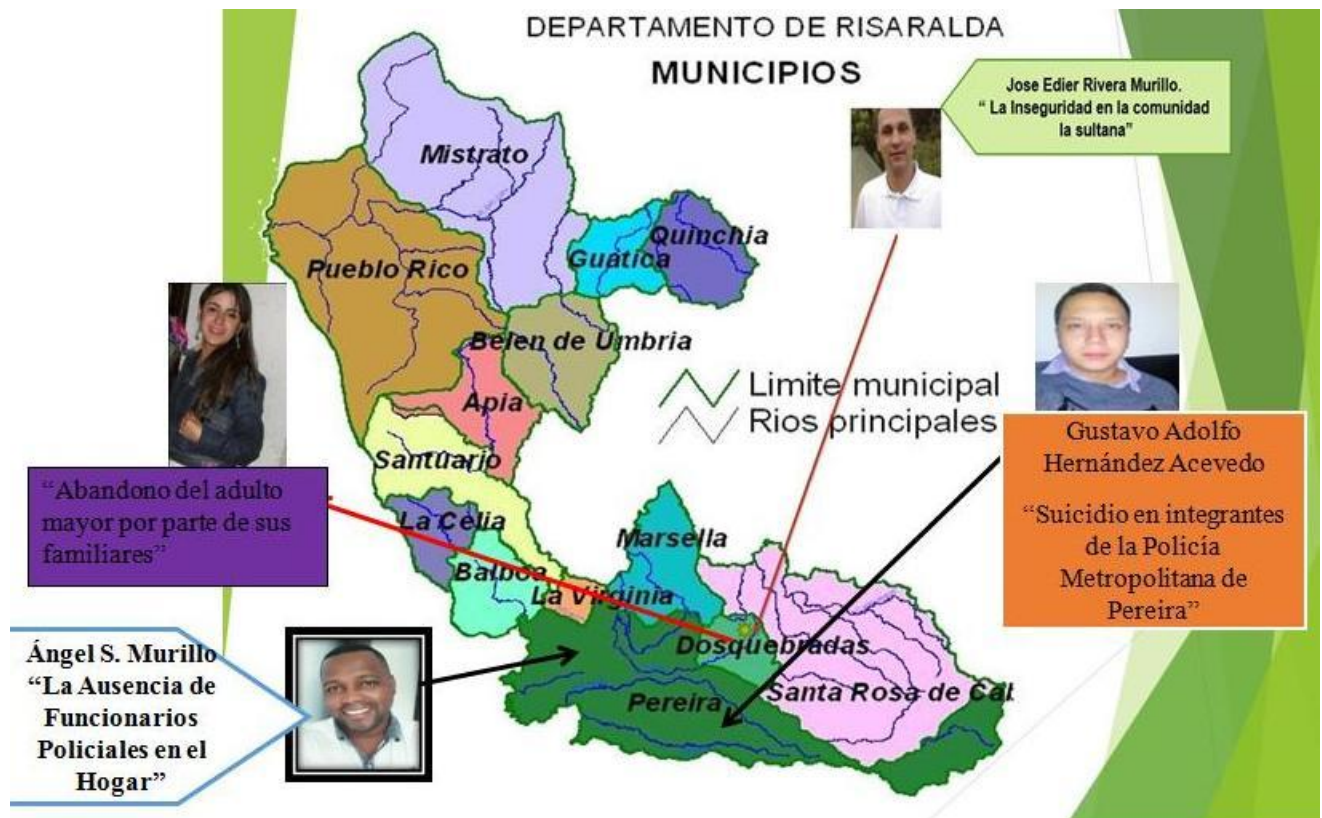 DEPARTAMENTO DE RISARALDA
MUNICIPIOS
Jose Edier Rivera Murillo.
“ La Inseguridad en la comunidad
la sultana”
Mistrato
Quinchia
Guatica
Pueblo Rico
Belen de Umbria
Limite municipal
Rios principales
Apia
Santuario
Gustavo Adolfo
Hernández Acevedo
“Suicidio en integrantes
de la Policía
Metropolitana de
Pereira”
“Abandono del adulto
mayor por parte de sus
familiares”
La Celia
Marsella
Balboa
La Virginia
Dosquebradas
Santa Rosa de Cal
Pereira
Ángel S. Murillo
“La Ausencia de
Funcionarios
Policiales en el
Hogar”